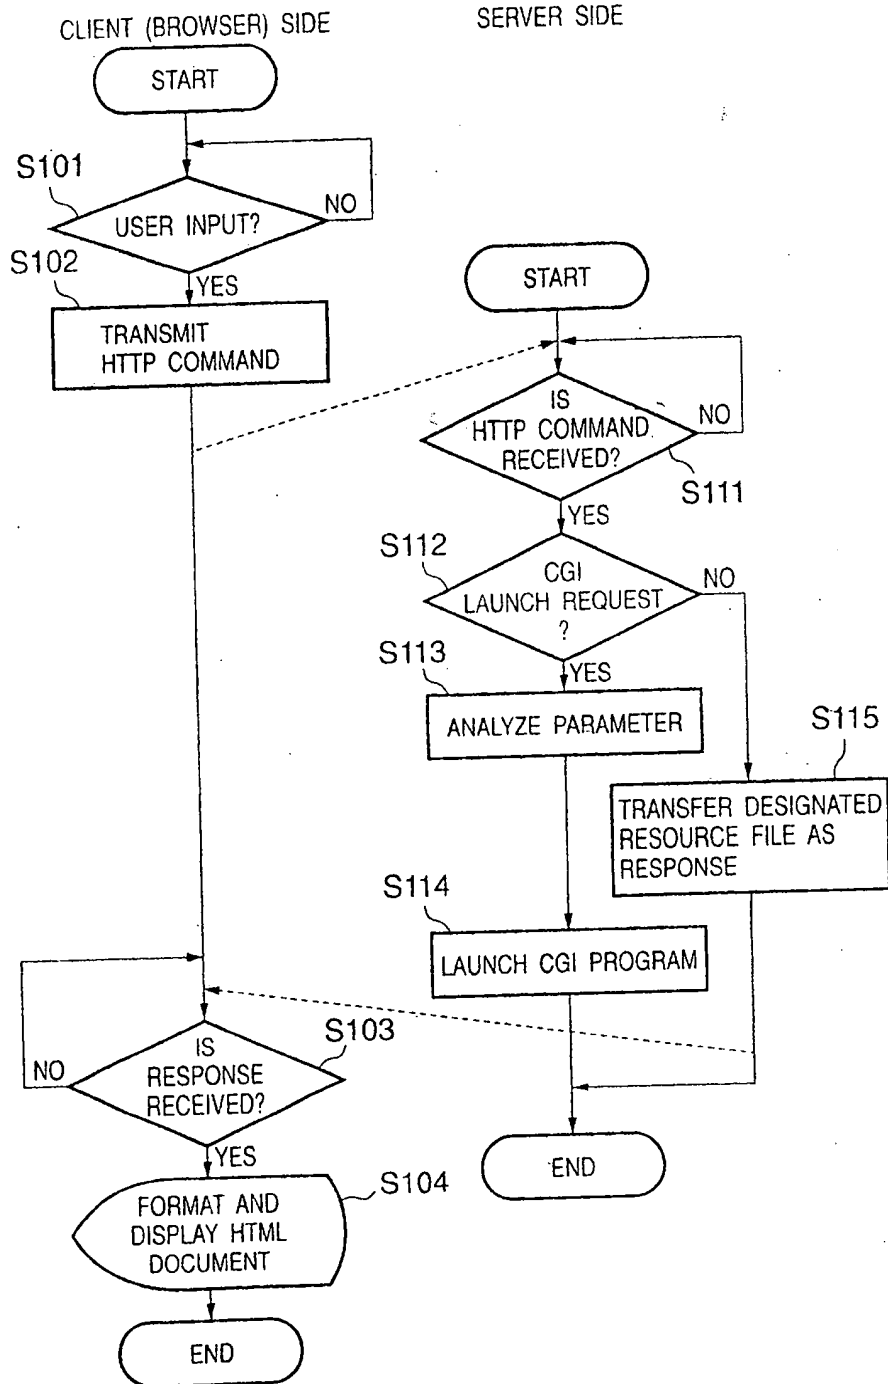 CLIENT (BROWSER) SIDE
SERVER SIDE
START
S101
USER INPUT?
NO
S102
YES
TRANSMIT
HTTP COMMAND
START
IS
HTTP COMMAND
RECEIVED?
NO
S111
YES
S112
CGI
LAUNCH REQUEST
?
NO
S113
YES
ANALYZE PARAMETER
S115
TRANSFER DESIGNATED
RESOURCE FILE AS
RESPONSE
S114
LAUNCH CGI PROGRAM
S103
IS
RESPONSE
RECEIVED?
NO
YES
END
S104
FORMAT AND
DISPLAY HTML
DOCUMENT
END